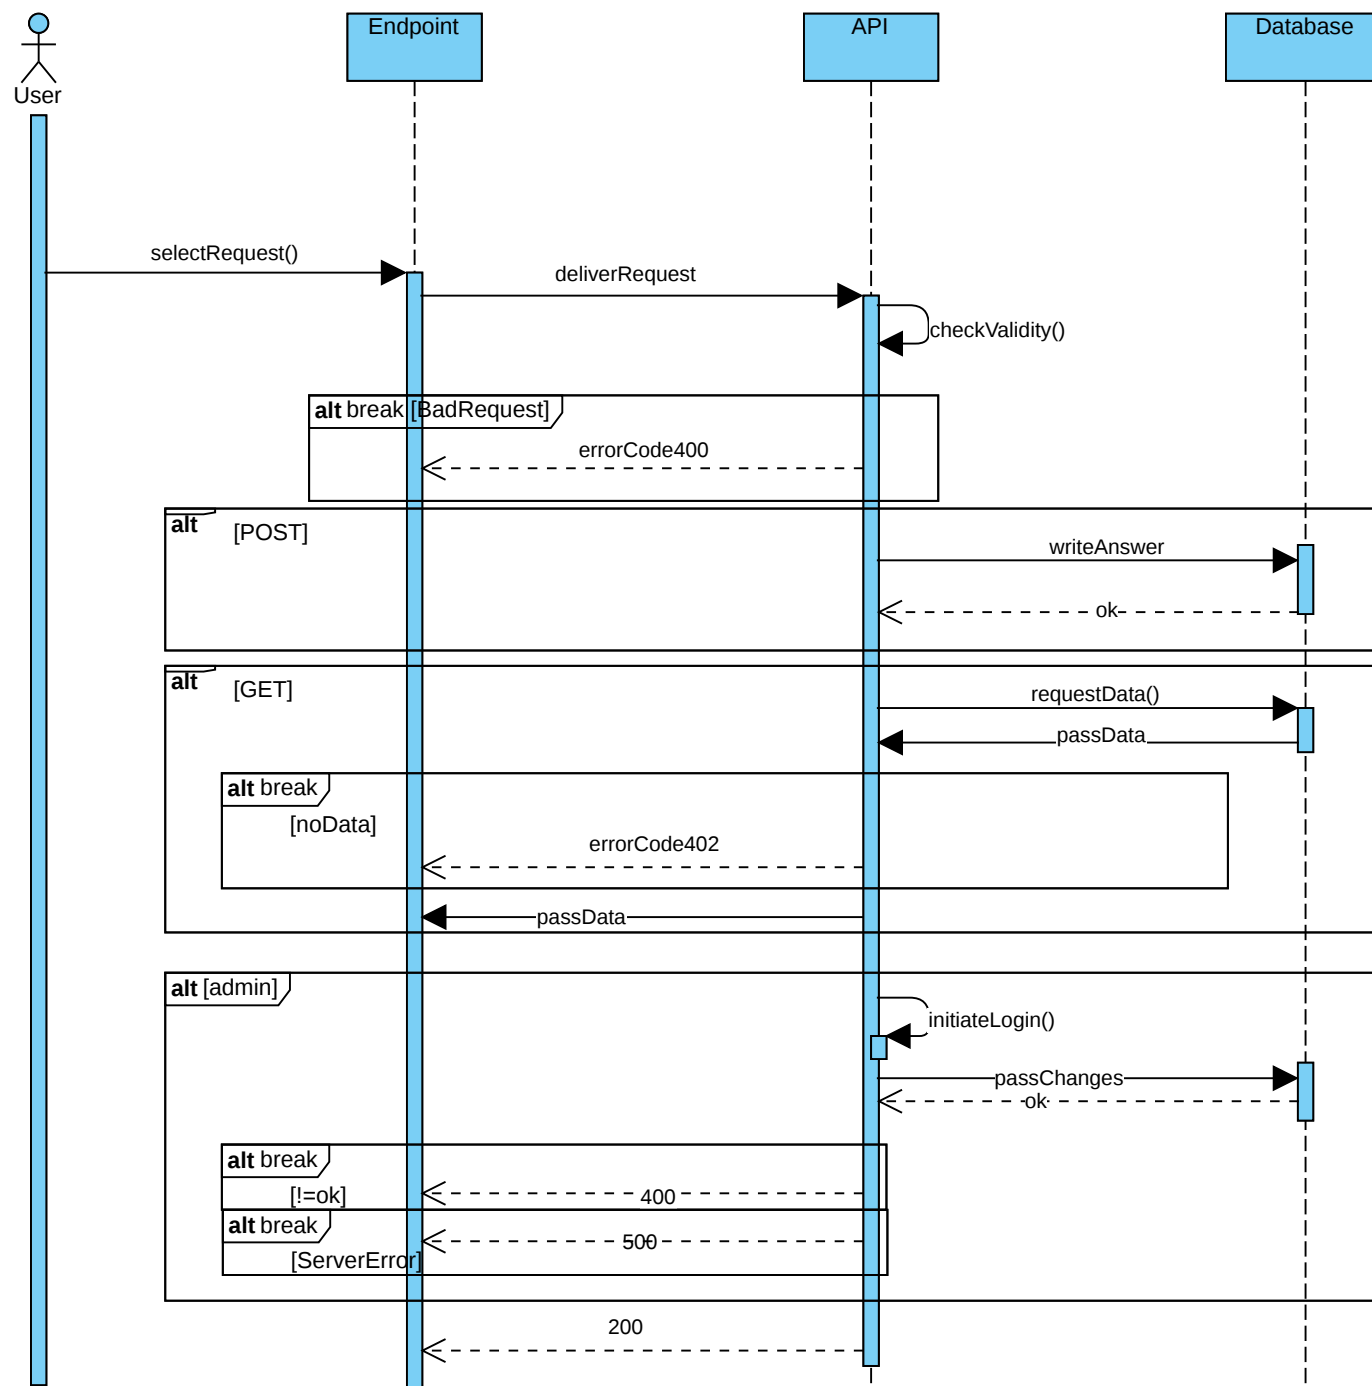 User
Endpoint
API
Database
selectRequest()
deliverRequest
checkValidity()
alt break [BadRequest]
errorCode400
alt [POST]
writeAnswer
ok
alt [GET]
requestData()
passData
alt break
[noData]
errorCode402
passData
alt [admin]
initiateLogin()
passChanges
ok
alt break
[!=ok]
400
alt break
500
[ServerError]
200